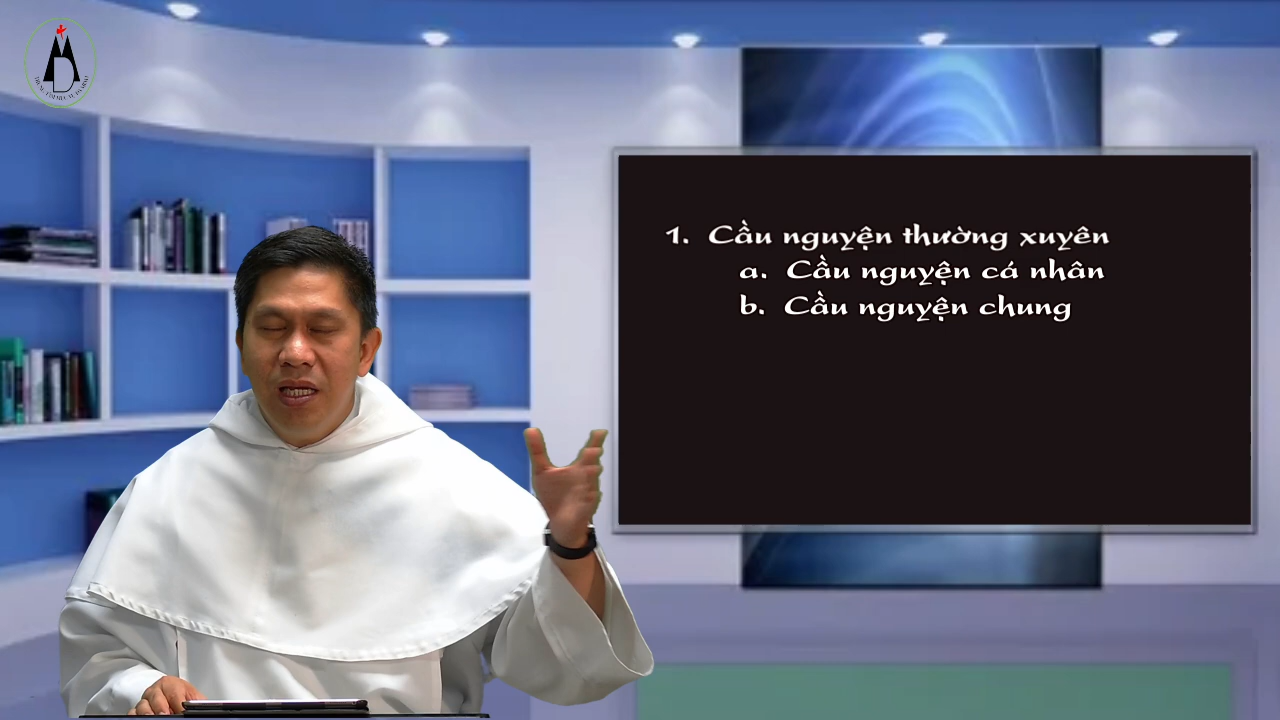 1. Cầu nguyện thường xuyên
a. Cầu nguyện cá nhân
b. Cầu nguyện chung